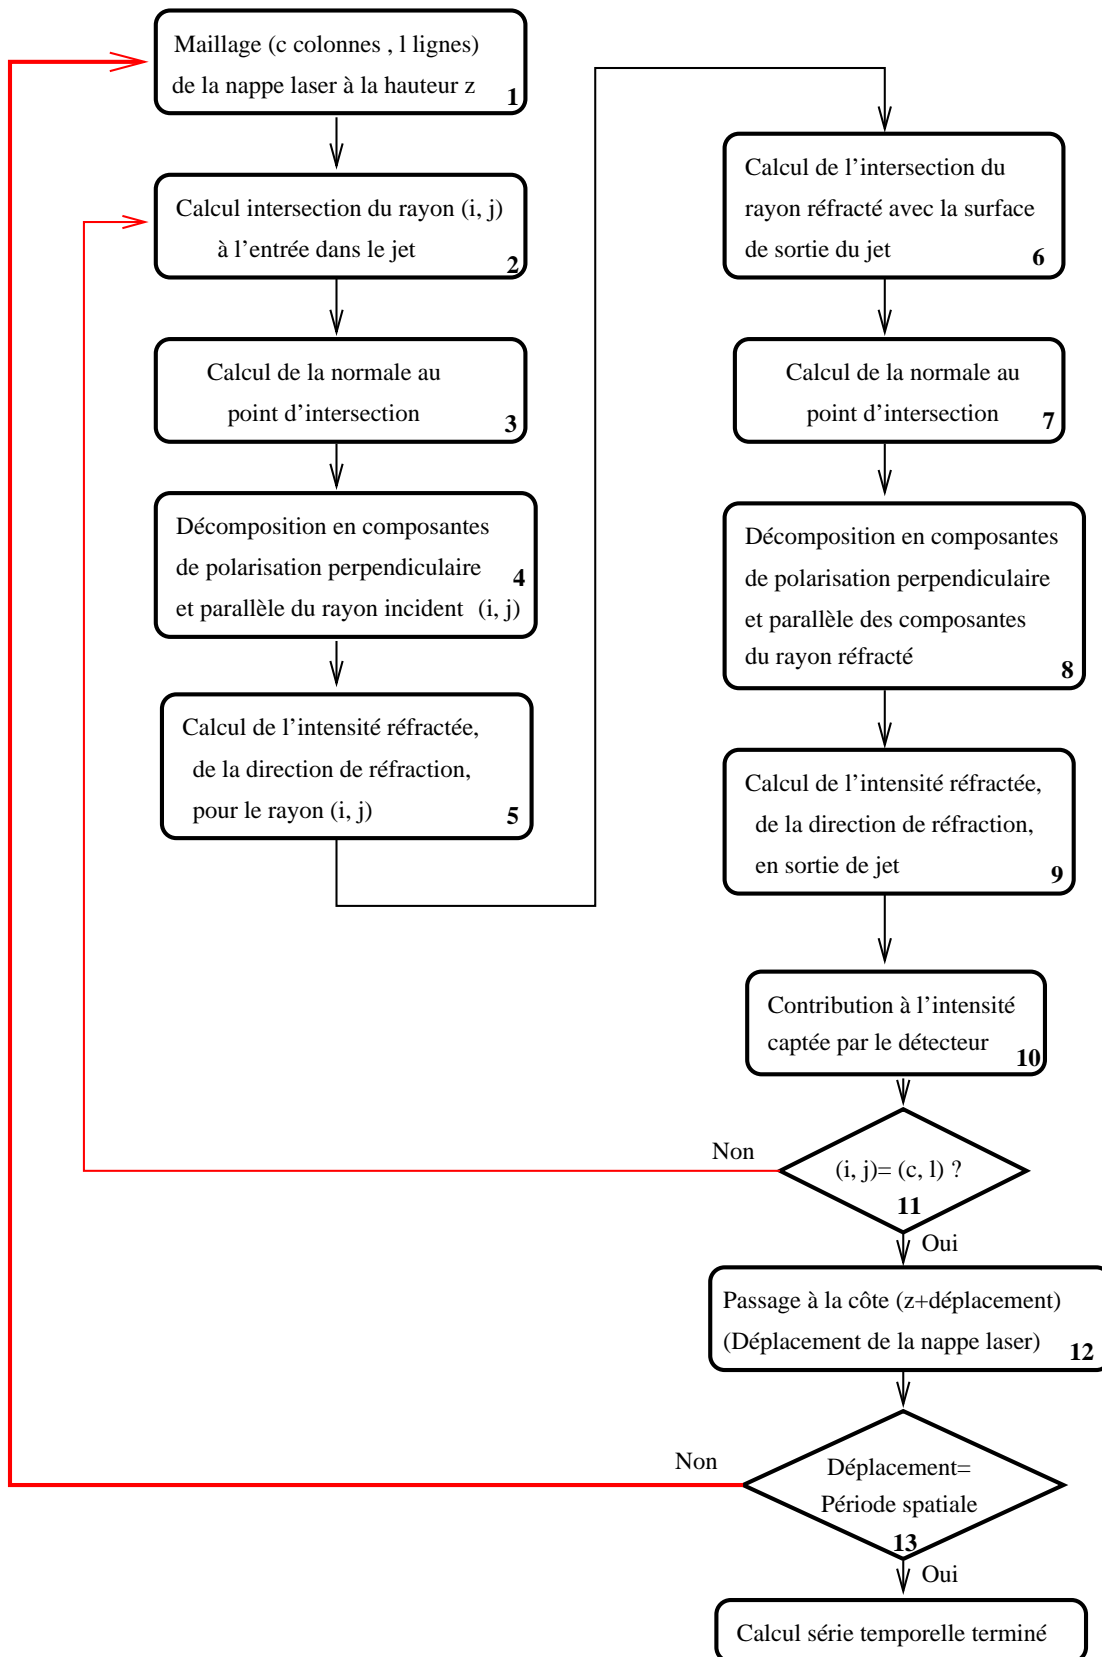 Maillage (c colonnes , l lignes)
de la nappe laser à la hauteur z
1
Calcul intersection du rayon (i, j)
à l'entrée dans le jet
2
Calcul de la normale au
point d'intersection
3
Décomposition en composantes
de polarisation perpendiculaire
4
et parallèle du rayon incident (i, j)
Calcul de l'intensité réfractée,
de la direction de réfraction,
pour le rayon (i, j)
5
Calcul de l'intersection du
rayon réfracté avec la surface
de sortie du jet
6
Calcul de la normale au
point d'intersection
7
Décomposition en composantes
de polarisation perpendiculaire
et parallèle des composantes
du rayon réfracté
8
Calcul de l'intensité réfractée,
de la direction de réfraction,
en sortie de jet
9
Contribution à l'intensité
captée par le détecteur
10
Non
(i, j)= (c, l) ?
11
Oui
Passage à la côte (z+déplacement)
(Déplacement de la nappe laser)
12
Non
Déplacement=
Période spatiale
13
Oui
Calcul série temporelle terminé